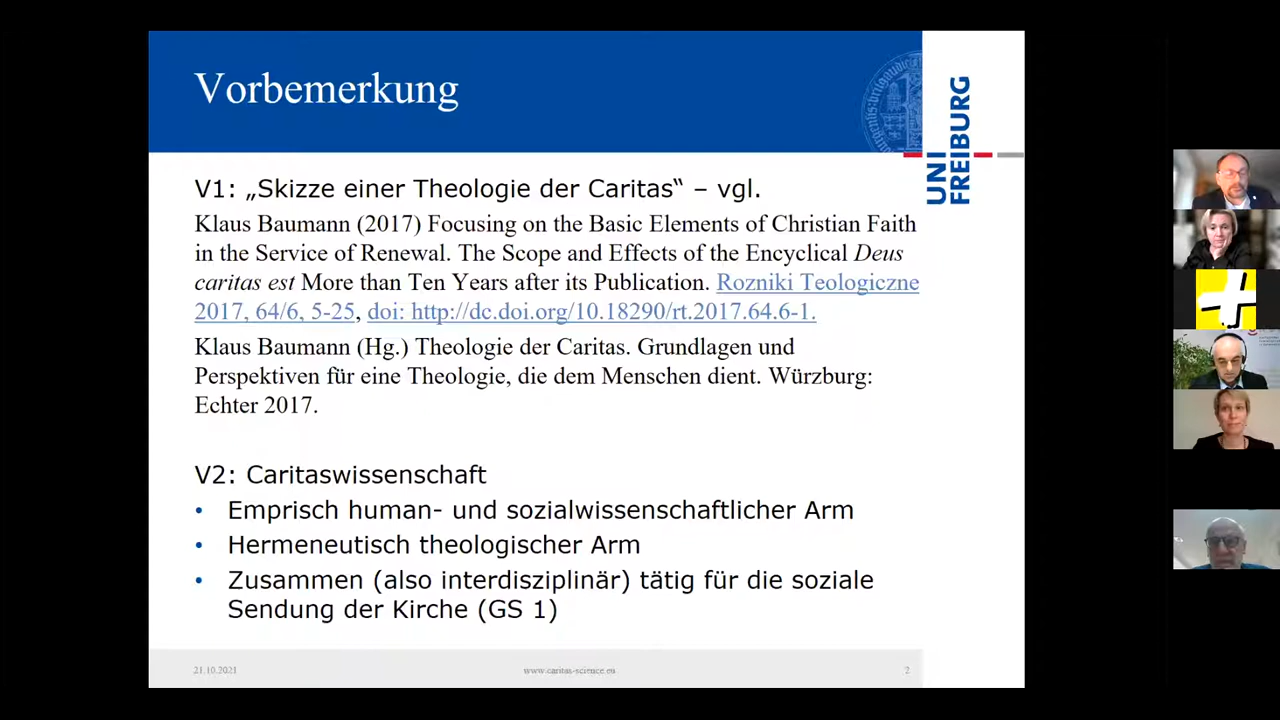 Vorbemerkung
UNI
FREIBURG
V1: „Skizze einer Theologie der Caritas“ – vgl.
Klaus Baumann (2017) Focusing on the Basic Elements of Christian Faith
in the Service of Renewal. The Scope and Effects of the Encyclical Deus
caritas est More than Ten Years after its Publication. Rozniki Teologiczne
2017, 64/6, 5-25, doi: http://dc.doi.org/10.18290/rt.2017.64.6-1.
Klaus Baumann (Hg.) Theologie der Caritas. Grundlagen und
Perspektiven für eine Theologie, die dem Menschen dient. Würzburg:
Echter 2017.
V2: Caritaswissenschaft
• Emprisch human- und sozialwissenschaftlicher Arm
• Hermeneutisch theologischer Arm
• Zusammen (also interdisziplinär) tätig für die soziale
Sendung der Kirche (GS 1)
21.10.2021
www.caritas-science.eu
2